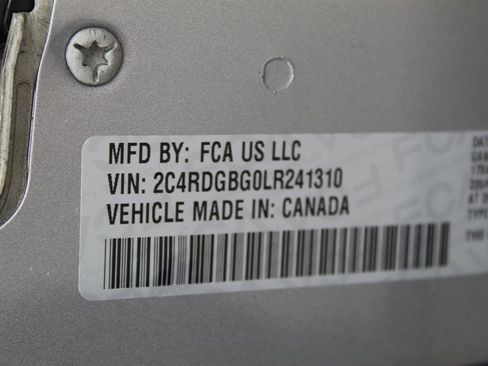 MFD BY: FCA US LLC
VIN: 2C4RDGBG0LR241310
VEHICLE MADE IN: CANADA